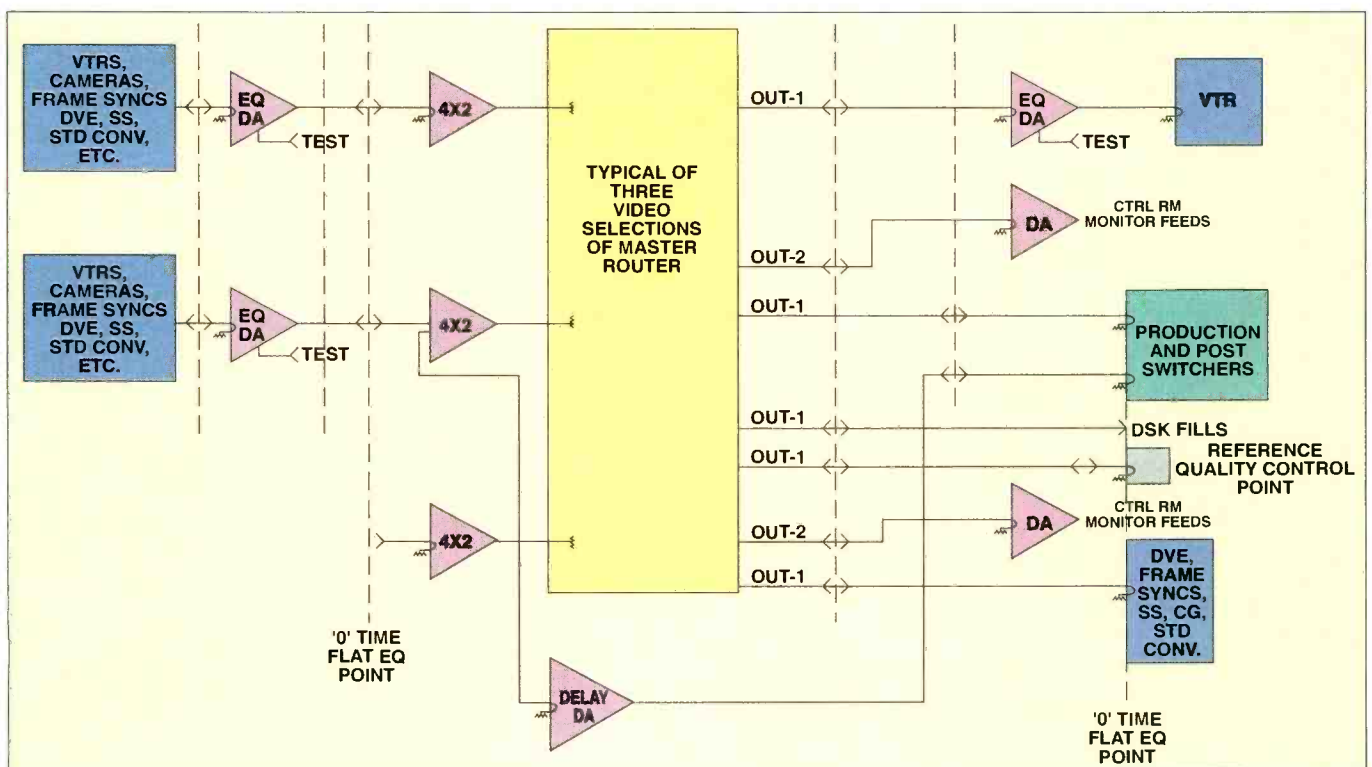 VTRS,
CAMERAS,
FRAME SYNCS
DVE, SS,
STD CONV,
ETC.
EQ
DA
TEST
4X2
VTRS,
CAMERAS,
FRAME SYNCS
DVE, SS,
STD CONV,
ETC.
EQ
DA
TEST
4X2
4X2
'0' TIME
FLAT EQ
POINT
DELAY
DA
TYPICAL OF
THREE
VIDEO
SELECTIONS
OF MASTER
ROUTER
OUT-1
OUT-2
OUT-1
OUT-1
OUT-1
OUT-2
OUT-1
EQ
DA
TEST
VTR
DA
CTRL RM
MONITOR FEEDS
PRODUCTION
AND POST
SWITCHERS
DSK FILLS
REFERENCE
QUALITY CONTROL
POINT
DA
CTRL RM
MONITOR FEEDS
DVE,
FRAME
SYNCS,
SS, CG,
STD
CONV.
'0' TIME
FLAT EQ
POINT